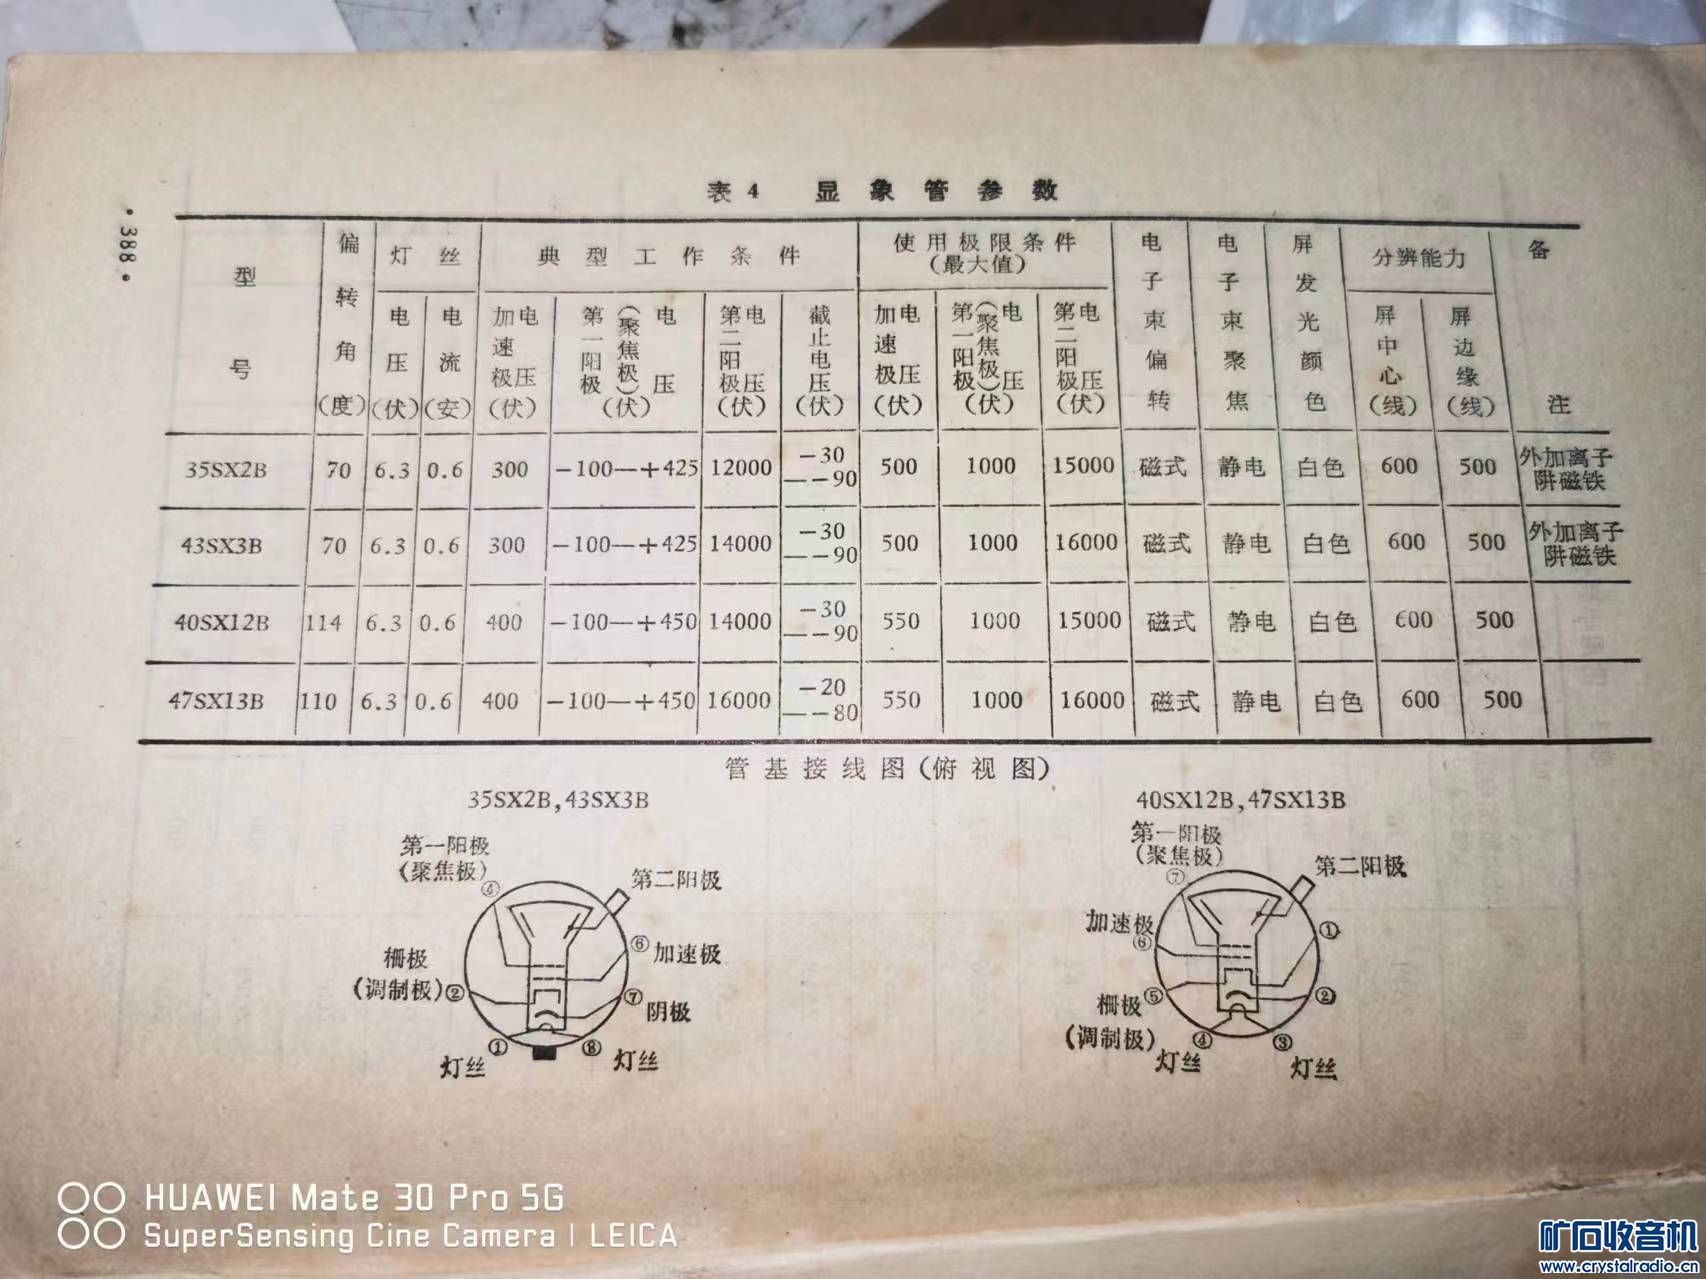 ·388·
表4 显象管参数
型号 偏转角(度) 灯丝 典型工作条件 使用极限条件(最大值) 电子束偏转 电子束聚焦 屏发光颜色 分辨能力 备注
电压(伏) 电流(安) 加速极电压(伏) 第一阳极(聚焦极)电压(伏) 第二阳极电压(伏) 截止电压(伏) 加速极电压(伏) 第一阳极(聚焦极)电压(伏) 第二阳极电压(伏) 屏中心(线) 屏边缘(线)
35SX2B 70 6.3 0.6 300 -100—+425 12000 -30—-90 500 1000 15000 磁式 静电 白色 600 500 外加离子阱磁铁
43SX3B 70 6.3 0.6 300 -100—+425 14000 -30—-90 500 1000 16000 磁式 静电 白色 600 500 外加离子阱磁铁
40SX12B 114 6.3 0.6 400 -100—+450 14000 -30—-90 550 1000 15000 磁式 静电 白色 600 500
47SX13B 110 6.3 0.6 400 -100—+450 16000 -20—-80 550 1000 16000 磁式 静电 白色 600 500
管基接线图(俯视图)
35SX2B,43SX3B
第一阳极
(聚焦极)
④
第二阳极
⑥
加速极
栅极
(调制极)②
⑦
阴极
①
灯丝
⑧
灯丝
40SX12B,47SX13B
第一阳极
(聚焦极)
⑦
第二阳极
加速极
⑥
①
⑤
栅极
(调制极)
②
④
灯丝
③
灯丝
HUAWEI Mate 30 Pro 5G
SuperSensing Cine Camera | LEICA
矿石收音机
www.crystalradio.cn